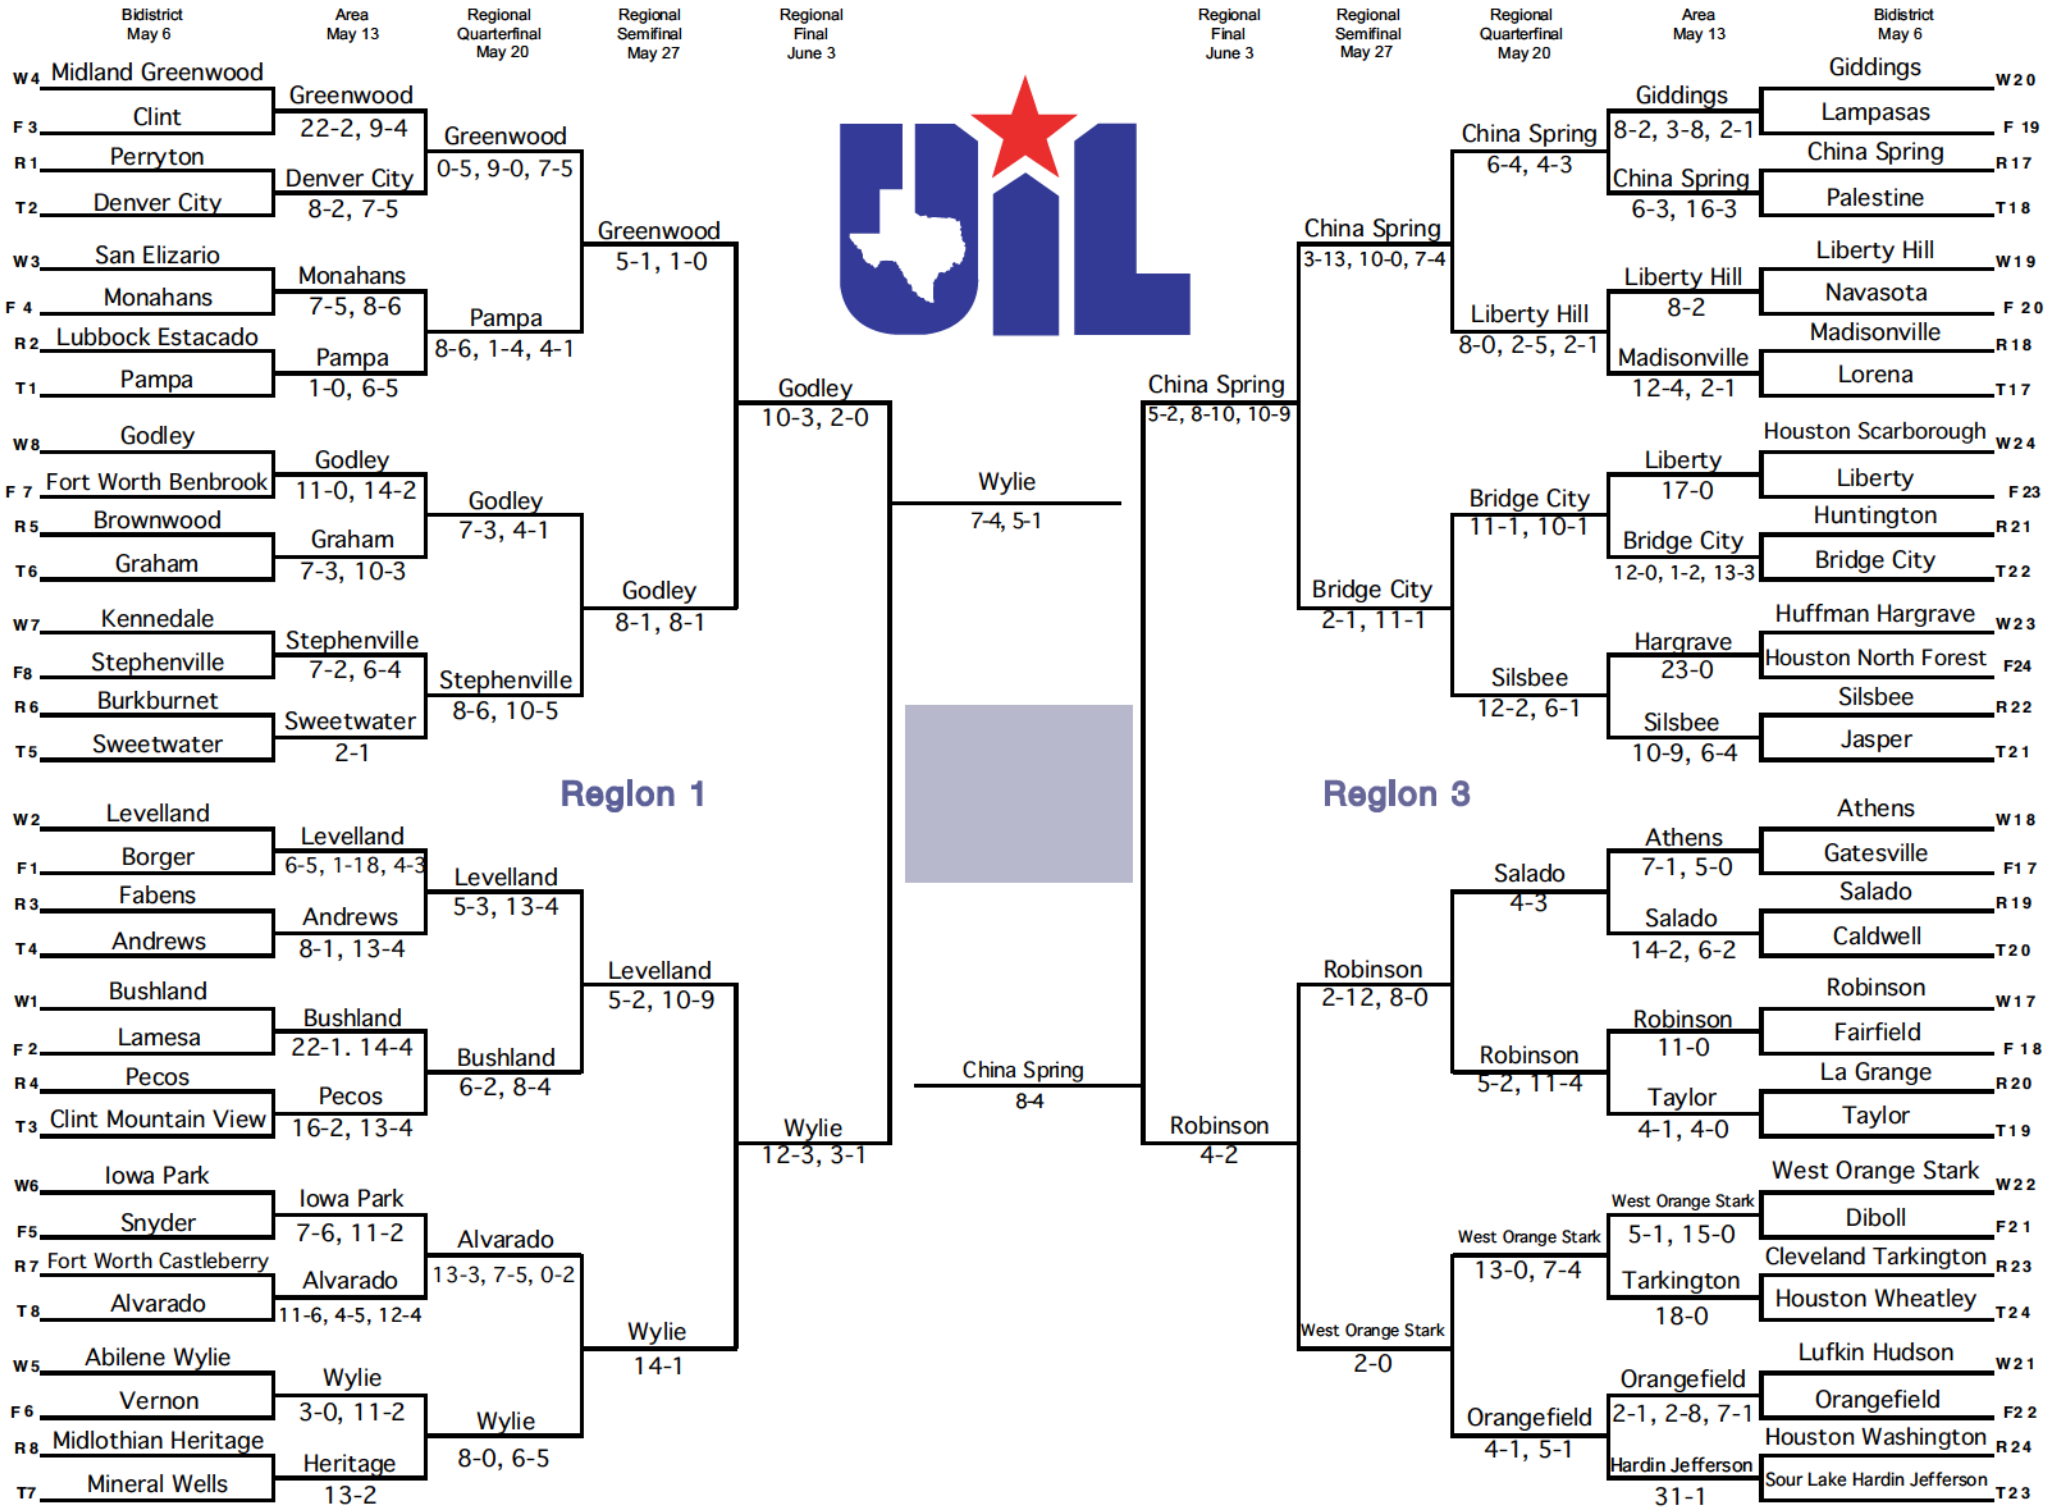 Bidistrict
May 6
Area
May 13
Regional
Quarterfinal
May 20
Regional
Semifinal
May 27
Regional
Final
June 3
Regional
Final
June 3
Regional
Semifinal
May 27
Regional
Quarterfinal
May 20
Area
May 13
Bidistrict
May 6
W4 Midland Greenwood
F 3 Clint
R1 Perryton
T2 Denver City
W3 San Elizario
F 4 Monahans
R2 Lubbock Estacado
T1 Pampa
W8 Godley
F 7 Fort Worth Benbrook
R5 Brownwood
T6 Graham
W7 Kennedale
F8 Stephenville
R6 Burkburnet
T5 Sweetwater
W2 Levelland
F1 Borger
R3 Fabens
T4 Andrews
W1 Bushland
F 2 Lamesa
R4 Pecos
T3 Clint Mountain View
W6 Iowa Park
F5 Snyder
R7 Fort Worth Castleberry
T8 Alvarado
W5 Abilene Wylie
F 6 Vernon
R8 Midlothian Heritage
T7 Mineral Wells
Greenwood
22-2, 9-4
Denver City
8-2, 7-5
Monahans
7-5, 8-6
Pampa
1-0, 6-5
Godley
11-0, 14-2
Graham
7-3, 10-3
Stephenville
7-2, 6-4
Sweetwater
2-1
Levelland
6-5, 1-18, 4-3
Andrews
8-1, 13-4
Bushland
22-1. 14-4
Pecos
16-2, 13-4
Iowa Park
7-6, 11-2
Alvarado
11-6, 4-5, 12-4
Wylie
3-0, 11-2
Heritage
13-2
Greenwood
0-5, 9-0, 7-5
Pampa
8-6, 1-4, 4-1
Godley
7-3, 4-1
Stephenville
8-6, 10-5
Levelland
5-3, 13-4
Bushland
6-2, 8-4
Alvarado
13-3, 7-5, 0-2
Wylie
8-0, 6-5
Greenwood
5-1, 1-0
Godley
8-1, 8-1
Levelland
5-2, 10-9
Wylie
14-1
Region 1
Godley
10-3, 2-0
Wylie
12-3, 3-1
UIL
Wylie
7-4, 5-1
China Spring
8-4
China Spring
5-2, 8-10, 10-9
Robinson
4-2
Region 3
China Spring
3-13, 10-0, 7-4
Bridge City
2-1, 11-1
Robinson
2-12, 8-0
West Orange Stark
2-0
China Spring
6-4, 4-3
Liberty Hill
8-0, 2-5, 2-1
Bridge City
11-1, 10-1
Silsbee
12-2, 6-1
Salado
4-3
Robinson
5-2, 11-4
West Orange Stark
13-0, 7-4
Orangefield
4-1, 5-1
Giddings
8-2, 3-8, 2-1
China Spring
6-3, 16-3
Liberty Hill
8-2
Madisonville
12-4, 2-1
Liberty
17-0
Bridge City
12-0, 1-2, 13-3
Hargrave
23-0
Silsbee
10-9, 6-4
Athens
7-1, 5-0
Salado
14-2, 6-2
Robinson
11-0
Taylor
4-1, 4-0
West Orange Stark
5-1, 15-0
Tarkington
18-0
Orangefield
2-1, 2-8, 7-1
Hardin Jefferson
31-1
Giddings W20
Lampasas F 19
China Spring R17
Palestine T18
Liberty Hill W19
Navasota F 20
Madisonville R18
Lorena T17
Houston Scarborough W24
Liberty F23
Huntington R21
Bridge City T22
Huffman Hargrave W23
Houston North Forest F24
Silsbee R22
Jasper T21
Athens W18
Gatesville F17
Salado R19
Caldwell T20
Robinson W17
Fairfield F 18
La Grange R20
Taylor T19
West Orange Stark W22
Diboll F21
Cleveland Tarkington R23
Houston Wheatley T24
Lufkin Hudson W21
Orangefield F22
Houston Washington R24
Sour Lake Hardin Jefferson T23